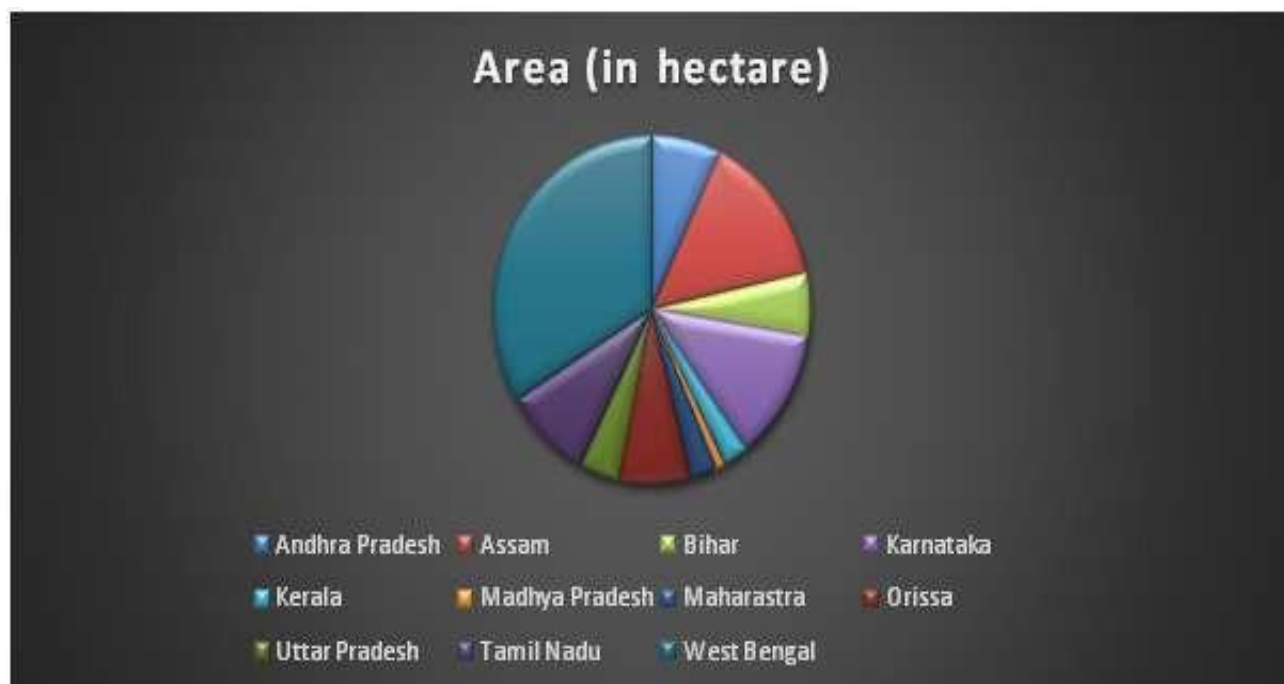 Area (in hectare)
Andhra Pradesh Assam Bihar Karnataka
Kerala Madhya Pradesh Maharastra Orissa
Uttar Pradesh Tamil Nadu West Bengal